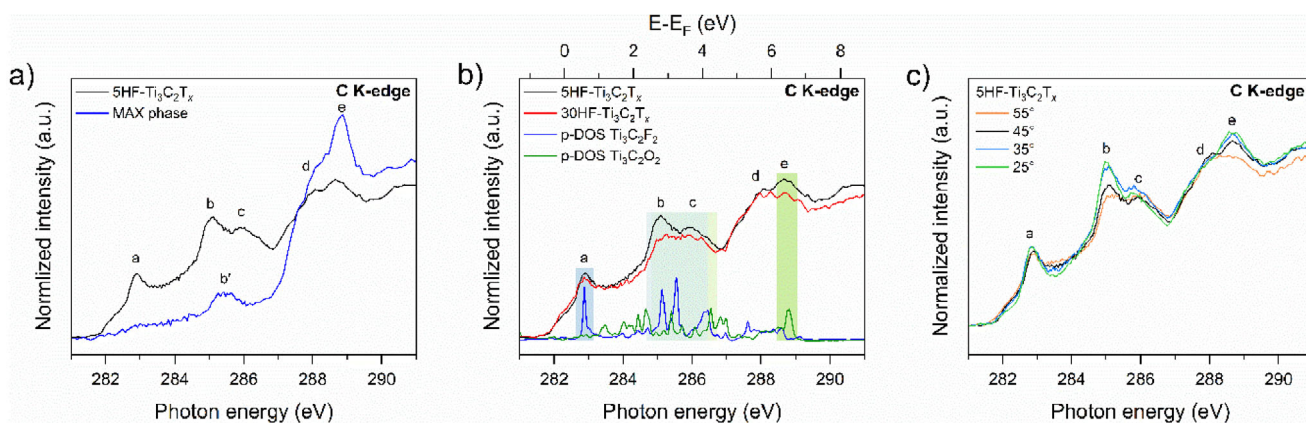 a)
Normlized intensity (a.u.)
5HF-Ti₃C₂Tₓ
MAX phase
C K-edge
a
b
c
b'
d
e
282 284 286 288 290
Photon energy (eV)
b)
E-E_F (eV)
0 2 4 6 8
Normlized intensity (a.u.)
5HF-Ti₃C₂Tₓ
30HF-Ti₃C₂Tₓ
p-DOS Ti₃C₂F₂
p-DOS Ti₃C₂O₂
C K-edge
a
b
c
d
e
282 284 286 288 290
Photon energy (eV)
c)
Normlized intensity (a.u.)
5HF-Ti₃C₂Tₓ
55°
45°
35°
25°
C K-edge
a
b
c
d
e
282 284 286 288 290
Photon energy (eV)